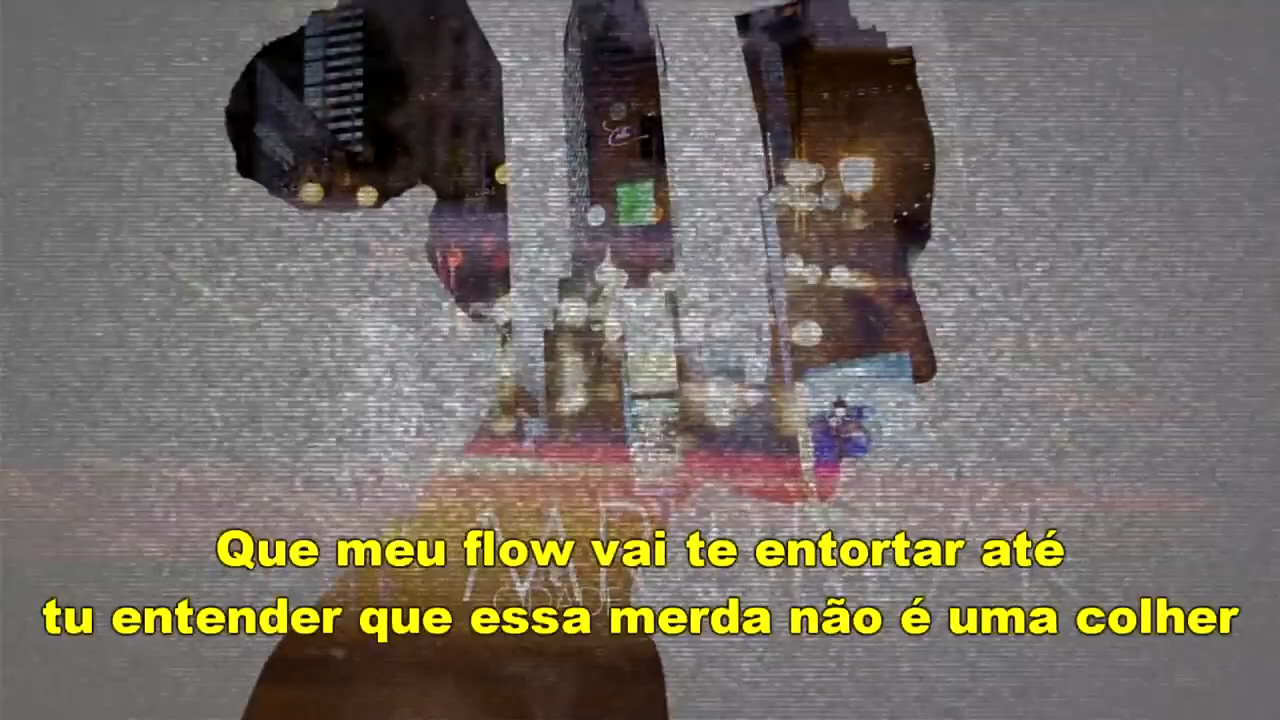 Que meu flow vai te entortar até
tu entender que essa merda não é uma colher